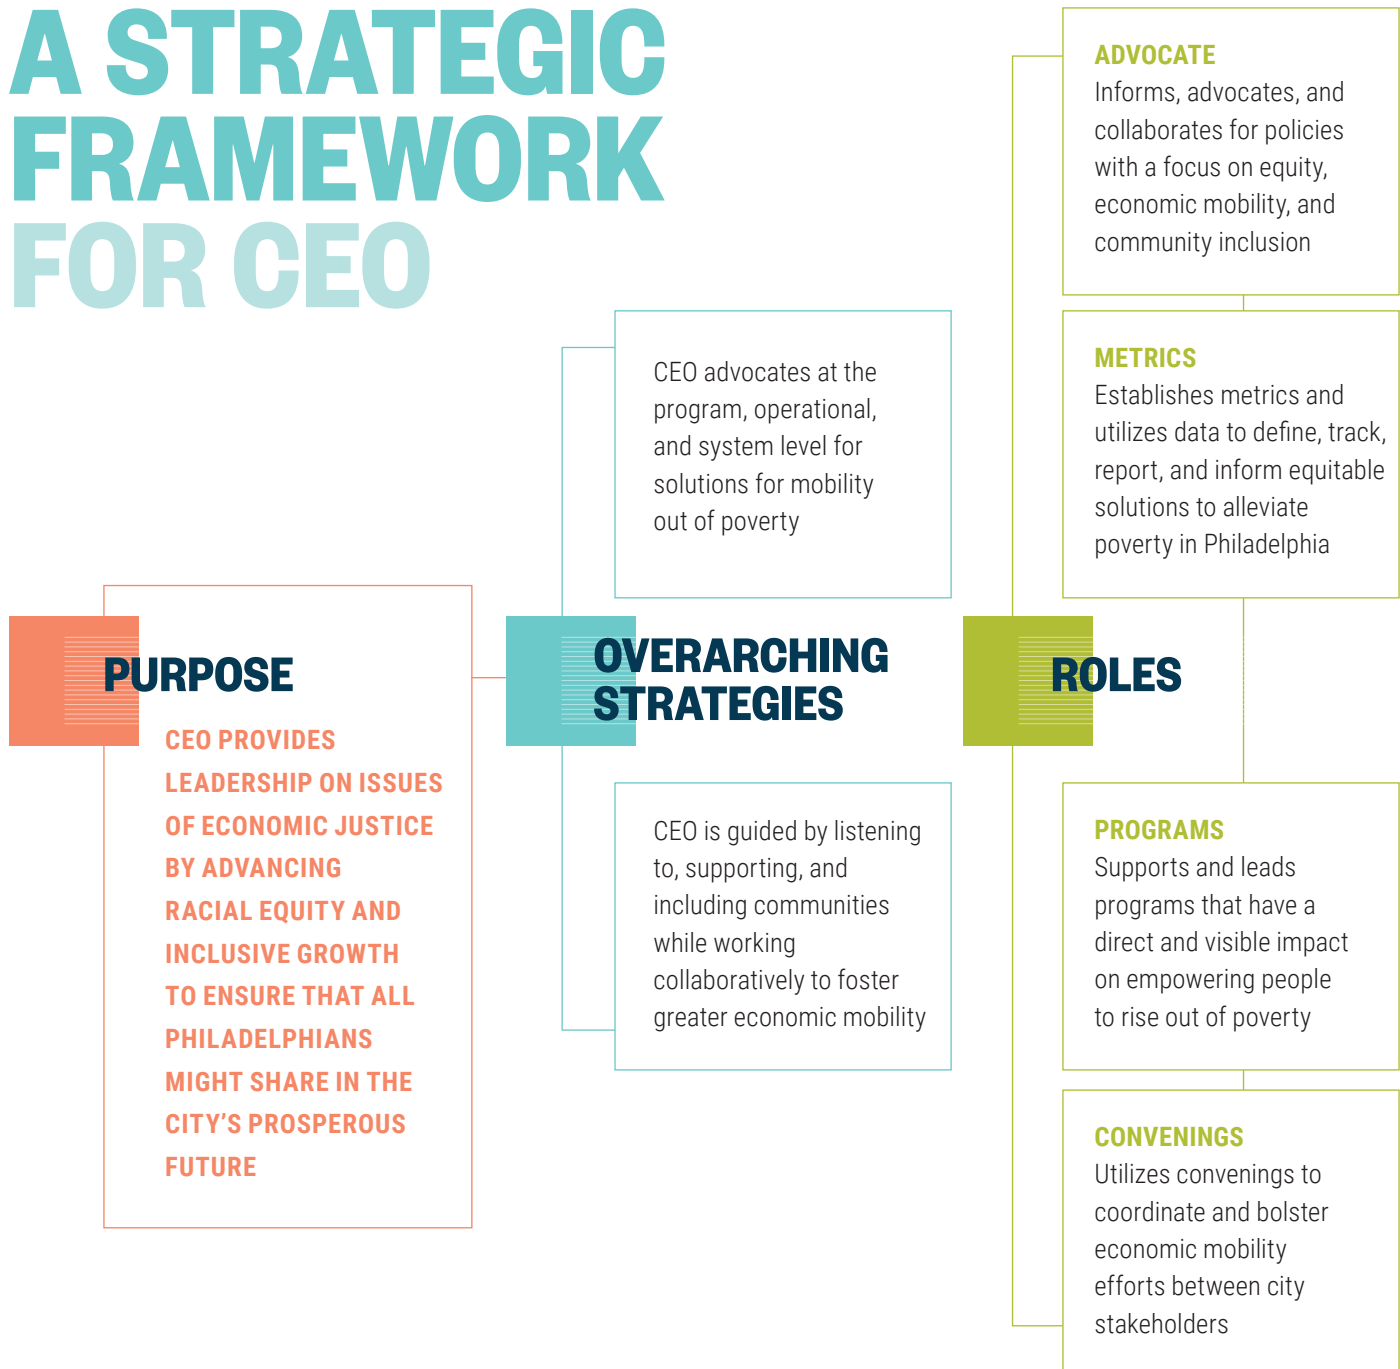 A STRATEGIC
FRAMEWORK
FOR CEO
PURPOSE
CEO PROVIDES
LEADERSHIP ON ISSUES
OF ECONOMIC JUSTICE
BY ADVANCING
RACIAL EQUITY AND
INCLUSIVE GROWTH
TO ENSURE THAT ALL
PHILADELPHIANS
MIGHT SHARE IN THE
CITY’S PROSPEROUS
FUTURE
CEO advocates at the
program, operational,
and system level for
solutions for mobility
out of poverty
OVERARCHING
STRATEGIES
CEO is guided by listening
to, supporting, and
including communities
while working
collaboratively to foster
greater economic mobility
ADVOCATE
Informs, advocates, and
collaborates for policies
with a focus on equity,
economic mobility, and
community inclusion
METRICS
Establishes metrics and
utilizes data to define, track,
report, and inform equitable
solutions to alleviate
poverty in Philadelphia
ROLES
PROGRAMS
Supports and leads
programs that have a
direct and visible impact
on empowering people
to rise out of poverty
CONVENINGS
Utilizes convenings to
coordinate and bolster
economic mobility
efforts between city
stakeholders